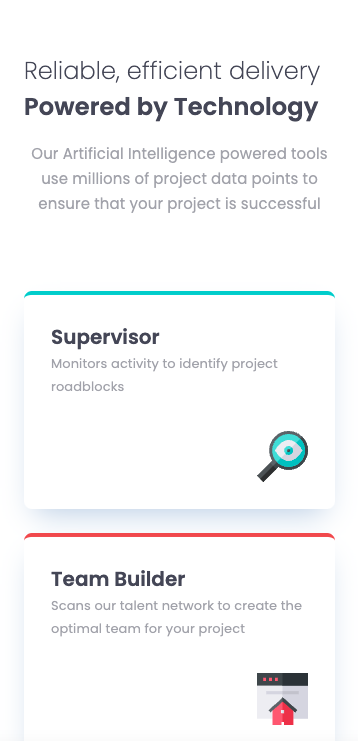 Reliable, efficient delivery
Powered by Technology
Our Artificial Intelligence powered tools
use millions of project data points to
ensure that your project is successful
Supervisor
Monitors activity to identify project
roadblocks
Team Builder
Scans our talent network to create the
optimal team for your project